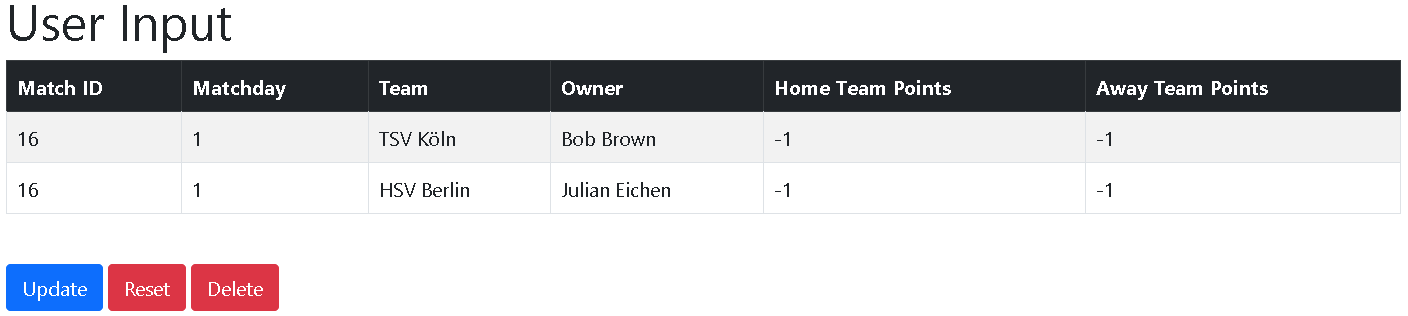 User Input
Match ID Matchday Team Owner Home Team Points Away Team Points
16 1 TSV Köln Bob Brown -1 -1
16 1 HSV Berlin Julian Eichen -1 -1
Update Reset Delete